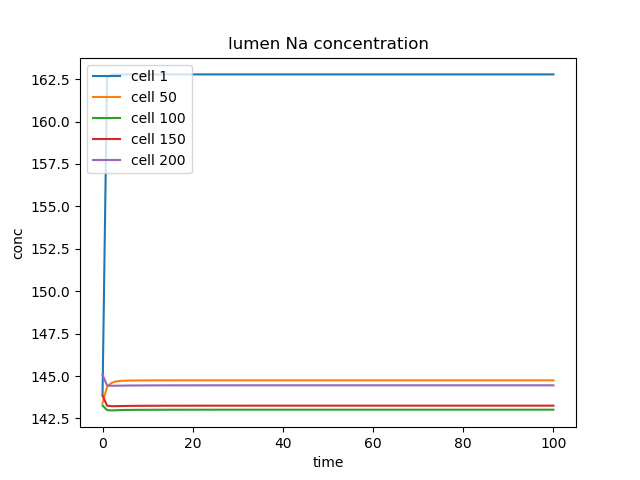 lumen Na concentration
162.5
160.0
157.5
155.0
152.5
150.0
147.5
145.0
142.5
conc
cell 1
cell 50
cell 100
cell 150
cell 200
0
20
40
60
80
100
time